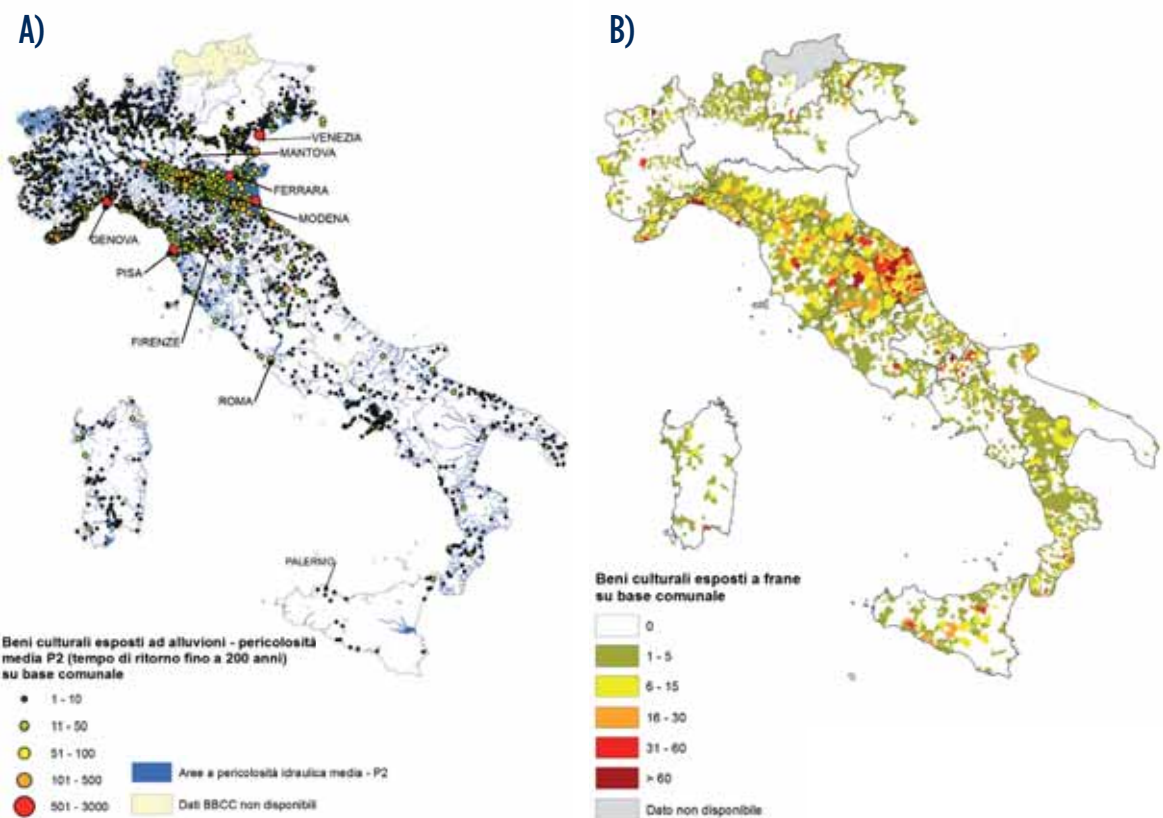 A)
VENEZIA
MANTOVA
FERRARA
MODENA
GENOVA
PISA
FIRENZE
ROMA
PALERMO
Beni culturali esposti ad alluvioni - pericolosità
media P2 (tempo di ritorno fino a 200 anni)
su base comunale
1 - 10
11 - 50
51 - 100
101 - 500
501 - 3000
Aree a pericolosità idraulica media - P2
Dati BBCC non disponibili
B)
Beni culturali esposti a frane
su base comunale
0
1 - 5
6 - 15
16 - 30
31 - 60
> 60
Dato non disponibile